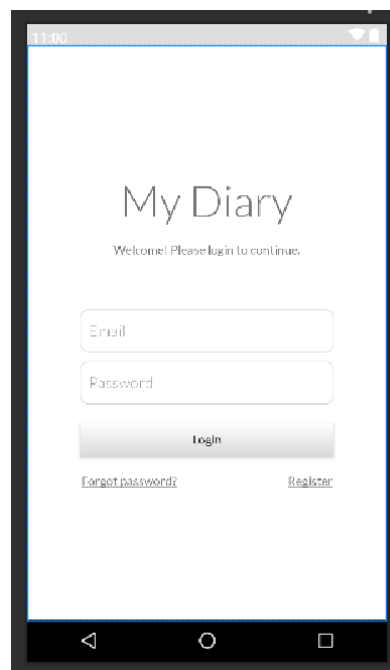 11:00
My Diary
Welcome! Please login to continue.
Email
Password
Login
Forgot password? Register